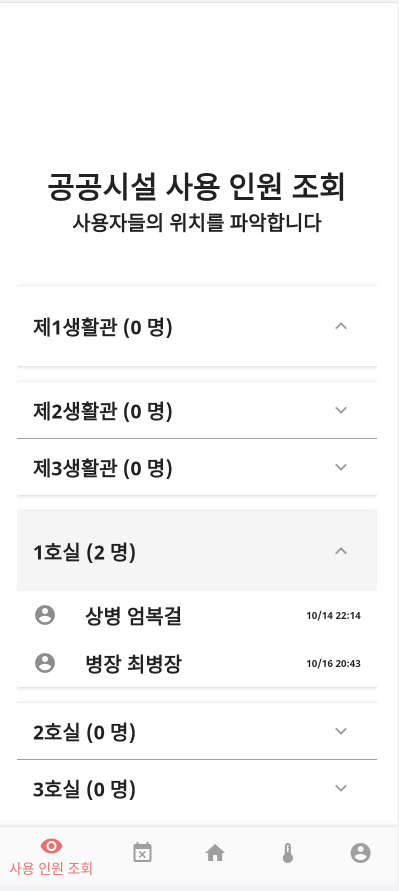 공공시설 사용 인원 조회
사용자들의 위치를 파악합니다
제1생활관 (0 명)
제2생활관 (0 명)
제3생활관 (0 명)
1호실 (2 명)
상병 엄복걸 10/14 22:14
병장 최병장 10/16 20:43
2호실 (0 명)
3호실 (0 명)
사용 인원 조회